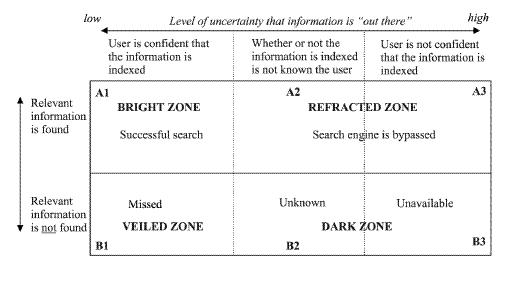 low
Level of uncertainty that information is “out there”
high
User is confident that
the information is
indexed
Whether or not the
information is indexed
is not known the user
User is not confident
that the information is
indexed
Relevant
information
is found
A1
A2
A3
BRIGHT ZONE
REFRACTED ZONE
Successful search
Search engine is bypassed
Relevant
information
is not found
Missed
Unknown
Unavailable
VEILED ZONE
DARK ZONE
B1
B2
B3